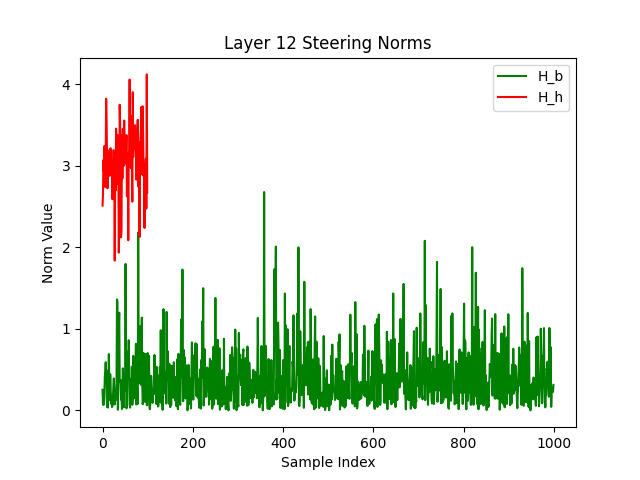 Layer 12 Steering Norms
H_b
H_h
Norm Value
4
3
2
1
0
0 200 400 600 800 1000
Sample Index